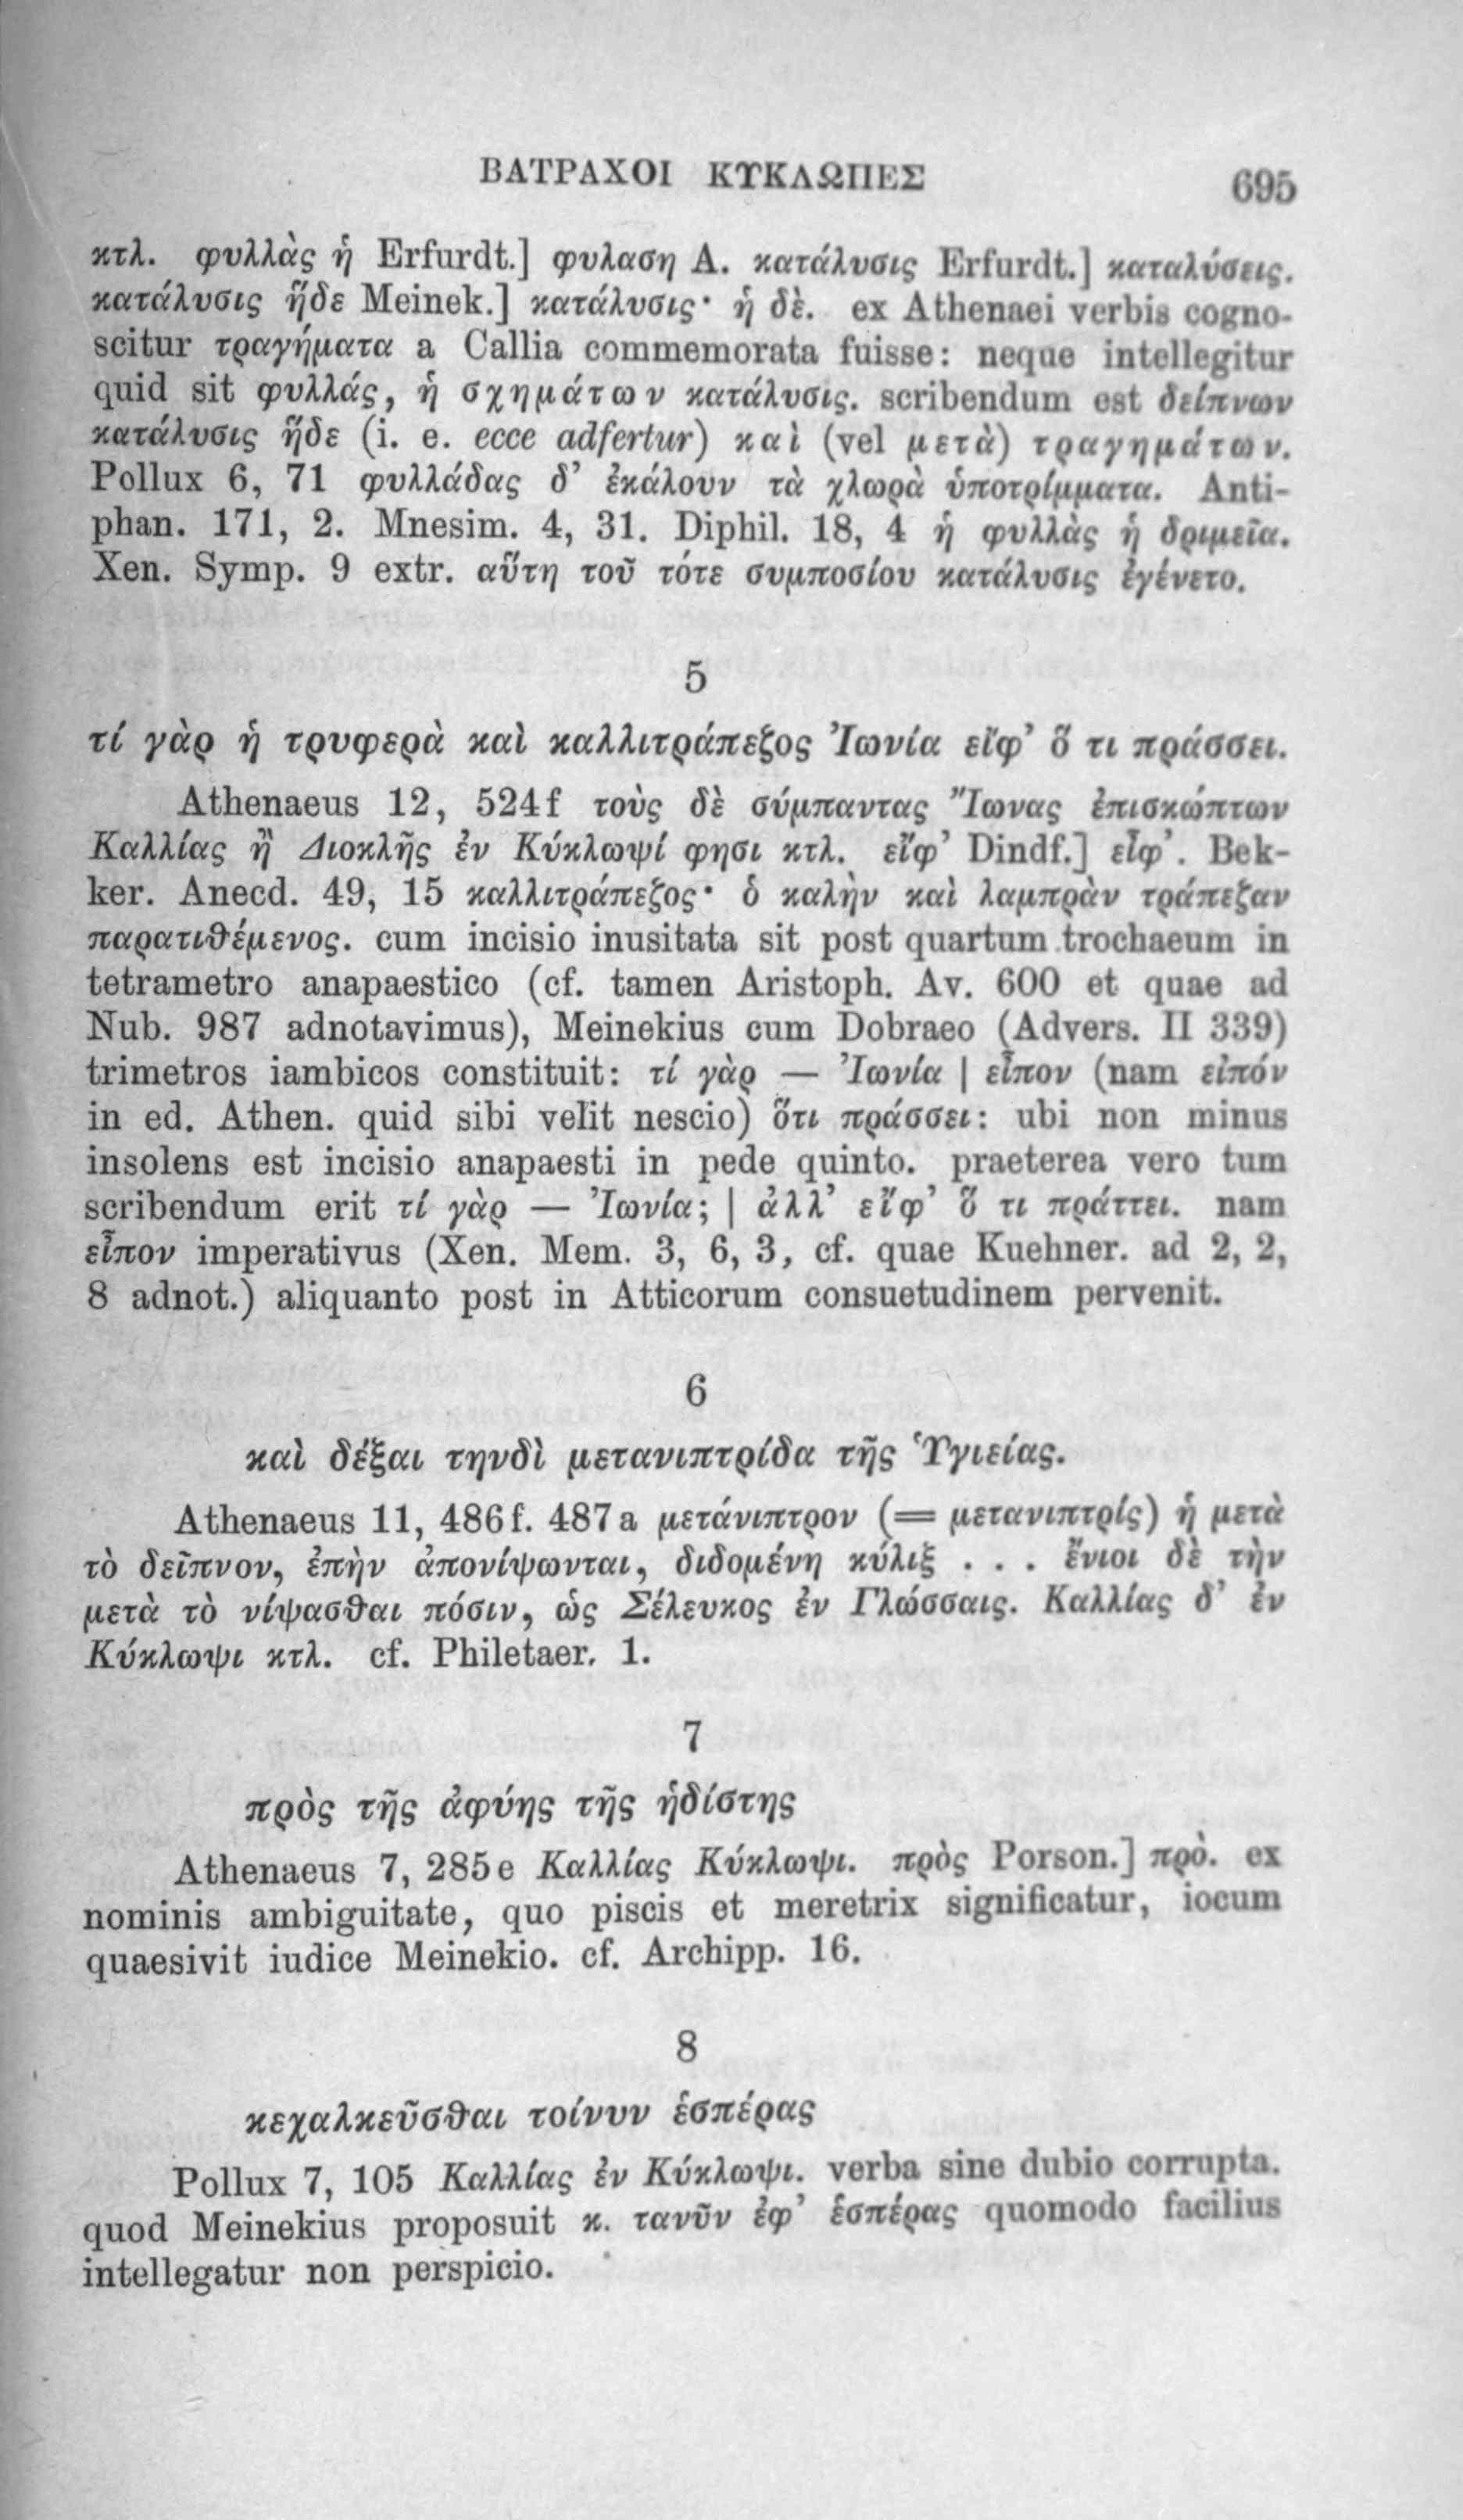 ΒΑΤΡΑΧΟΙ ΚΥΚΛΩΠΕΣ 695
κτλ. φυλλὰς ἡ Erfurdt.] φυλαση A. κατάλυσις Erfurdt.] καταλύσεις.
κατάλυσις ἥδε Meinek.] κατάλυσις· ἡ δὲ. ex Athenaei verbis cogno-
scitur τραγήματα a Callia commemorata fuisse: neque intellegitur
quid sit φυλλάς, ἡ σχημάτων κατάλυσις. scribendum est δείπνων
κατάλυσις ἥδε (i. e. ecce adfertur) καὶ (vel μετὰ) τραγημάτων.
Pollux 6, 71 φυλλάδας δ' ἐκάλουν τὰ χλωρὰ ὑποτρίμματα. Anti-
phan. 171, 2. Mnesim. 4, 31. Diphil. 18, 4 ἡ φυλλὰς ἡ δριμεῖα.
Xen. Symp. 9 extr. αὕτη τοῦ τότε συμποσίου κατάλυσις ἐγένετο.
5
τί γὰρ ἡ τρυφερὰ καὶ καλλιτράπεζος Ἰωνία εἴφ' ὅ τι πράσσει.
Athenaeus 12, 524f τοὺς δὲ σύμπαντας Ἴωνας ἐπισκώπτων
Καλλίας ἢ Διοκλῆς ἐν Κύκλωψί φησι κτλ. εἴφ' Dindf.] εἶφ'. Bek-
ker. Anecd. 49, 15 καλλιτράπεζος· ὁ καλὴν καὶ λαμπρὰν τράπεζαν
παρατιθέμενος. cum incisio inusitata sit post quartum trochaeum in
tetrametro anapaestico (cf. tamen Aristoph. Av. 600 et quae ad
Nub. 987 adnotavimus), Meinekius cum Dobraeo (Advers. II 339)
trimetros iambicos constituit: τί γὰρ — Ἰωνία | εἶπον (nam εἰπόν
in ed. Athen. quid sibi velit nescio) ὅτι πράσσει: ubi non minus
insolens est incisio anapaesti in pede quinto. praeterea vero tum
scribendum erit τί γὰρ — Ἰωνία; | ἀλλ' εἴφ' ὅ τι πράττει. nam
εἶπον imperativus (Xen. Mem. 3, 6, 3, cf. quae Kuehner. ad 2, 2,
8 adnot.) aliquanto post in Atticorum consuetudinem pervenit.
6
καὶ δέξαι τηνδὶ μετανιπτρίδα τῆς Ὑγιείας.
Athenaeus 11, 486f. 487a μετάνιπτρον (= μετανιπτρίς) ἡ μετὰ
τὸ δεῖπνον, ἐπὴν ἀπονίψωνται, διδομένη κύλιξ . . . ἔνιοι δὲ τὴν
μετὰ τὸ νίψασθαι πόσιν, ὡς Σέλευκος ἐν Γλώσσαις. Καλλίας δ' ἐν
Κύκλωψι κτλ. cf. Philetaer. 1.
7
πρὸς τῆς ἀφύης τῆς ἡδίστης
Athenaeus 7, 285e Καλλίας Κύκλωψι. πρὸς Porson.] πρὸ. ex
nominis ambiguitate, quo piscis et meretrix significatur, iocum
quaesivit iudice Meinekio. cf. Archipp. 16.
8
κεχαλκεῦσθαι τοίνυν ἑσπέρας
Pollux 7, 105 Καλλίας ἐν Κύκλωψι. verba sine dubio corrupta.
quod Meinekius proposuit κ. τανῦν ἐφ' ἑσπέρας quomodo facilius
intellegatur non perspicio.